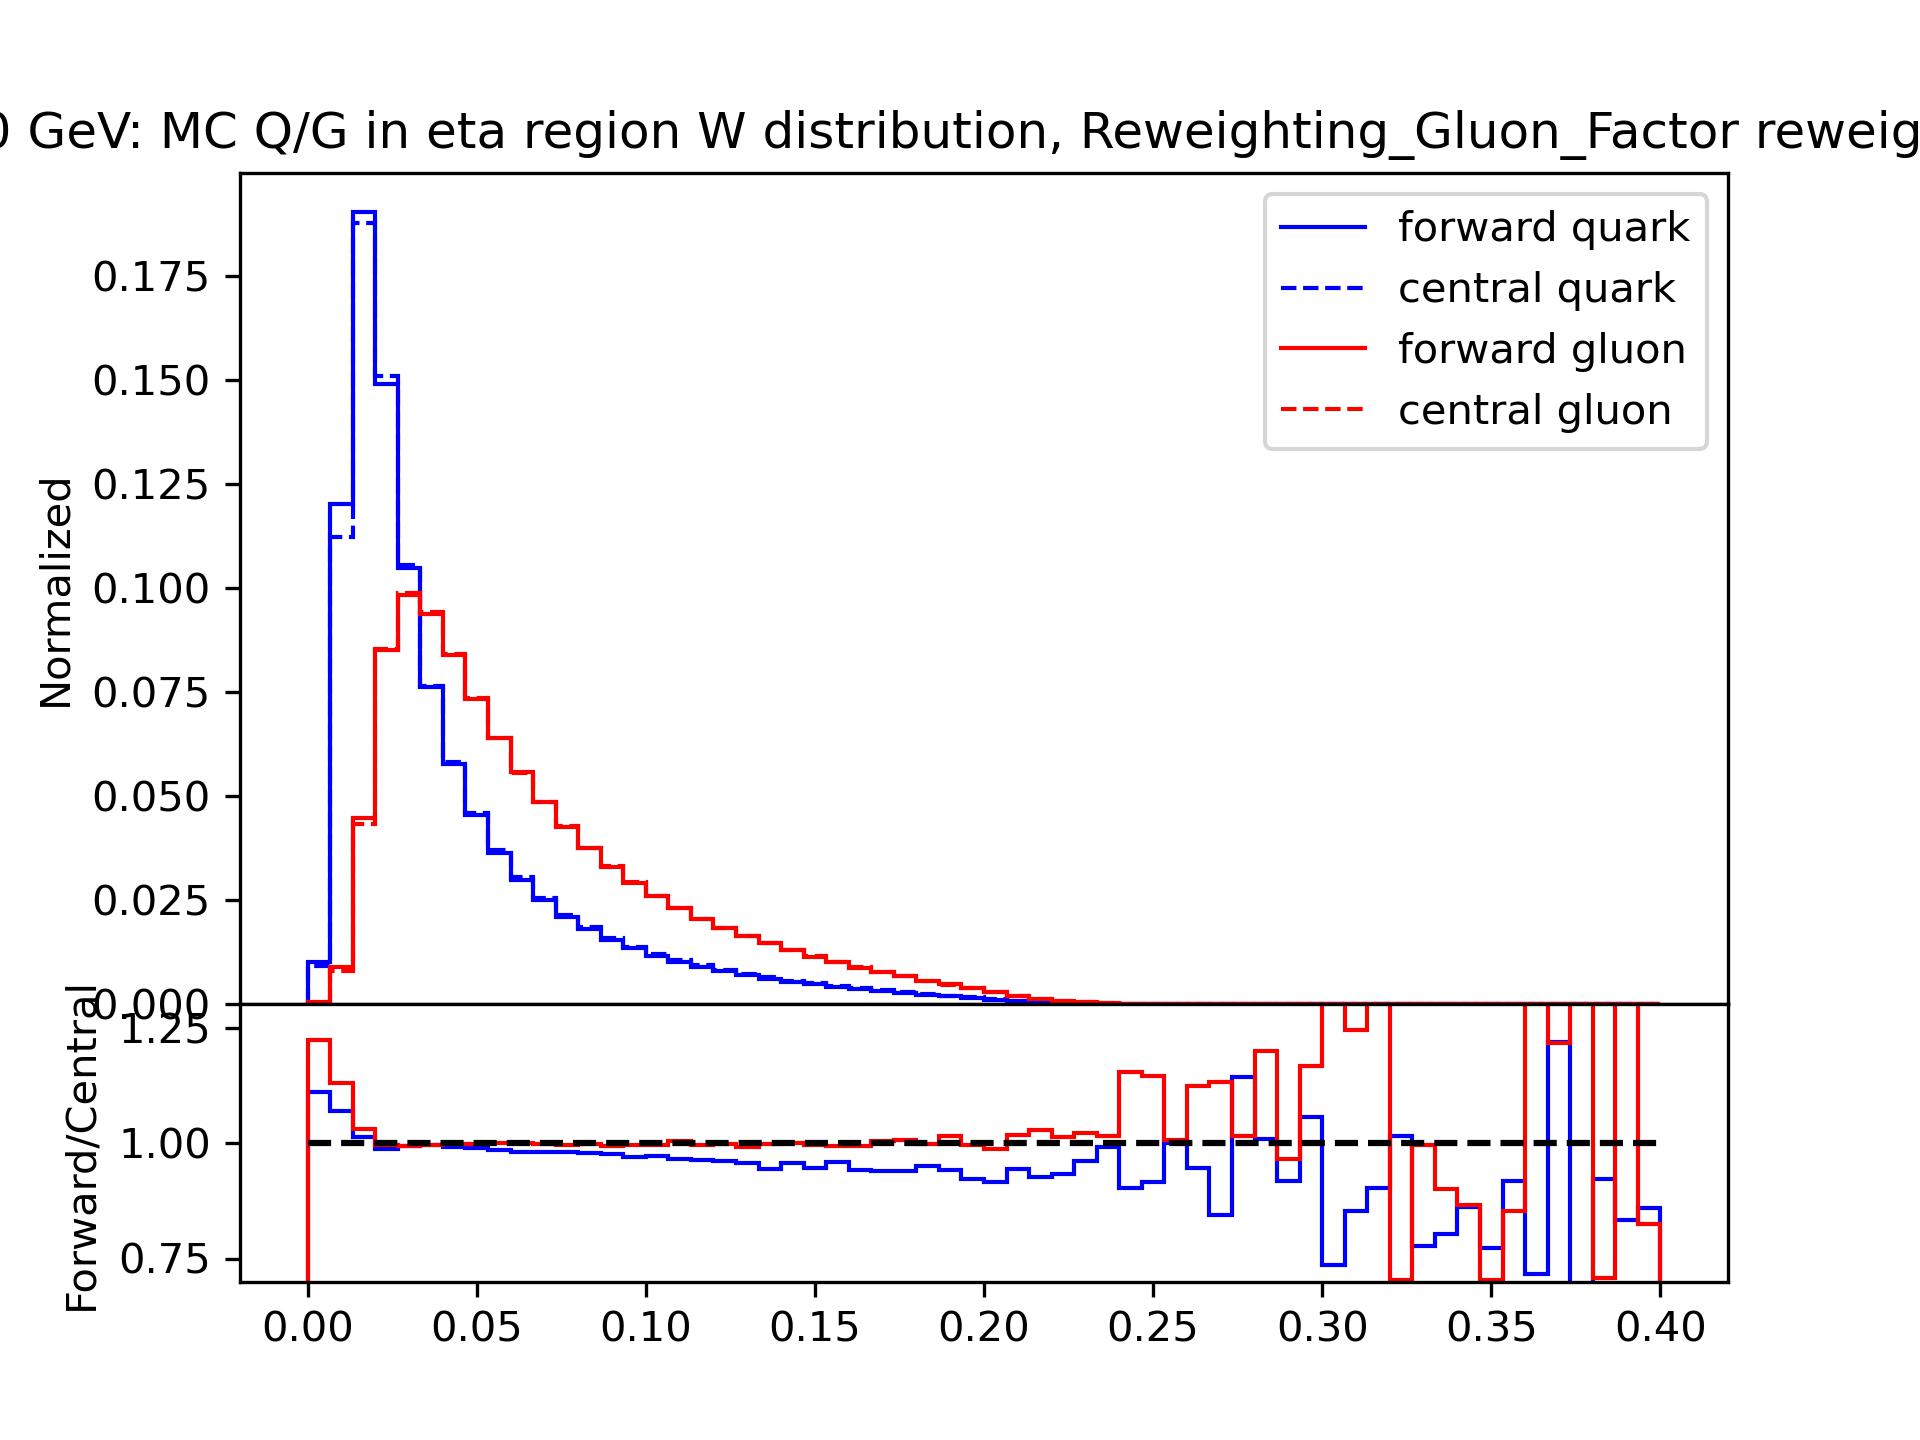 0 GeV: MC Q/G in eta region W distribution, Reweighting_Gluon_Factor reweig
forward quark
central quark
forward gluon
central gluon
Normalized
0.175
0.150
0.125
0.100
0.075
0.050
0.025
0.000
Forward/Central
1.25
1.00
0.75
0.00 0.05 0.10 0.15 0.20 0.25 0.30 0.35 0.40